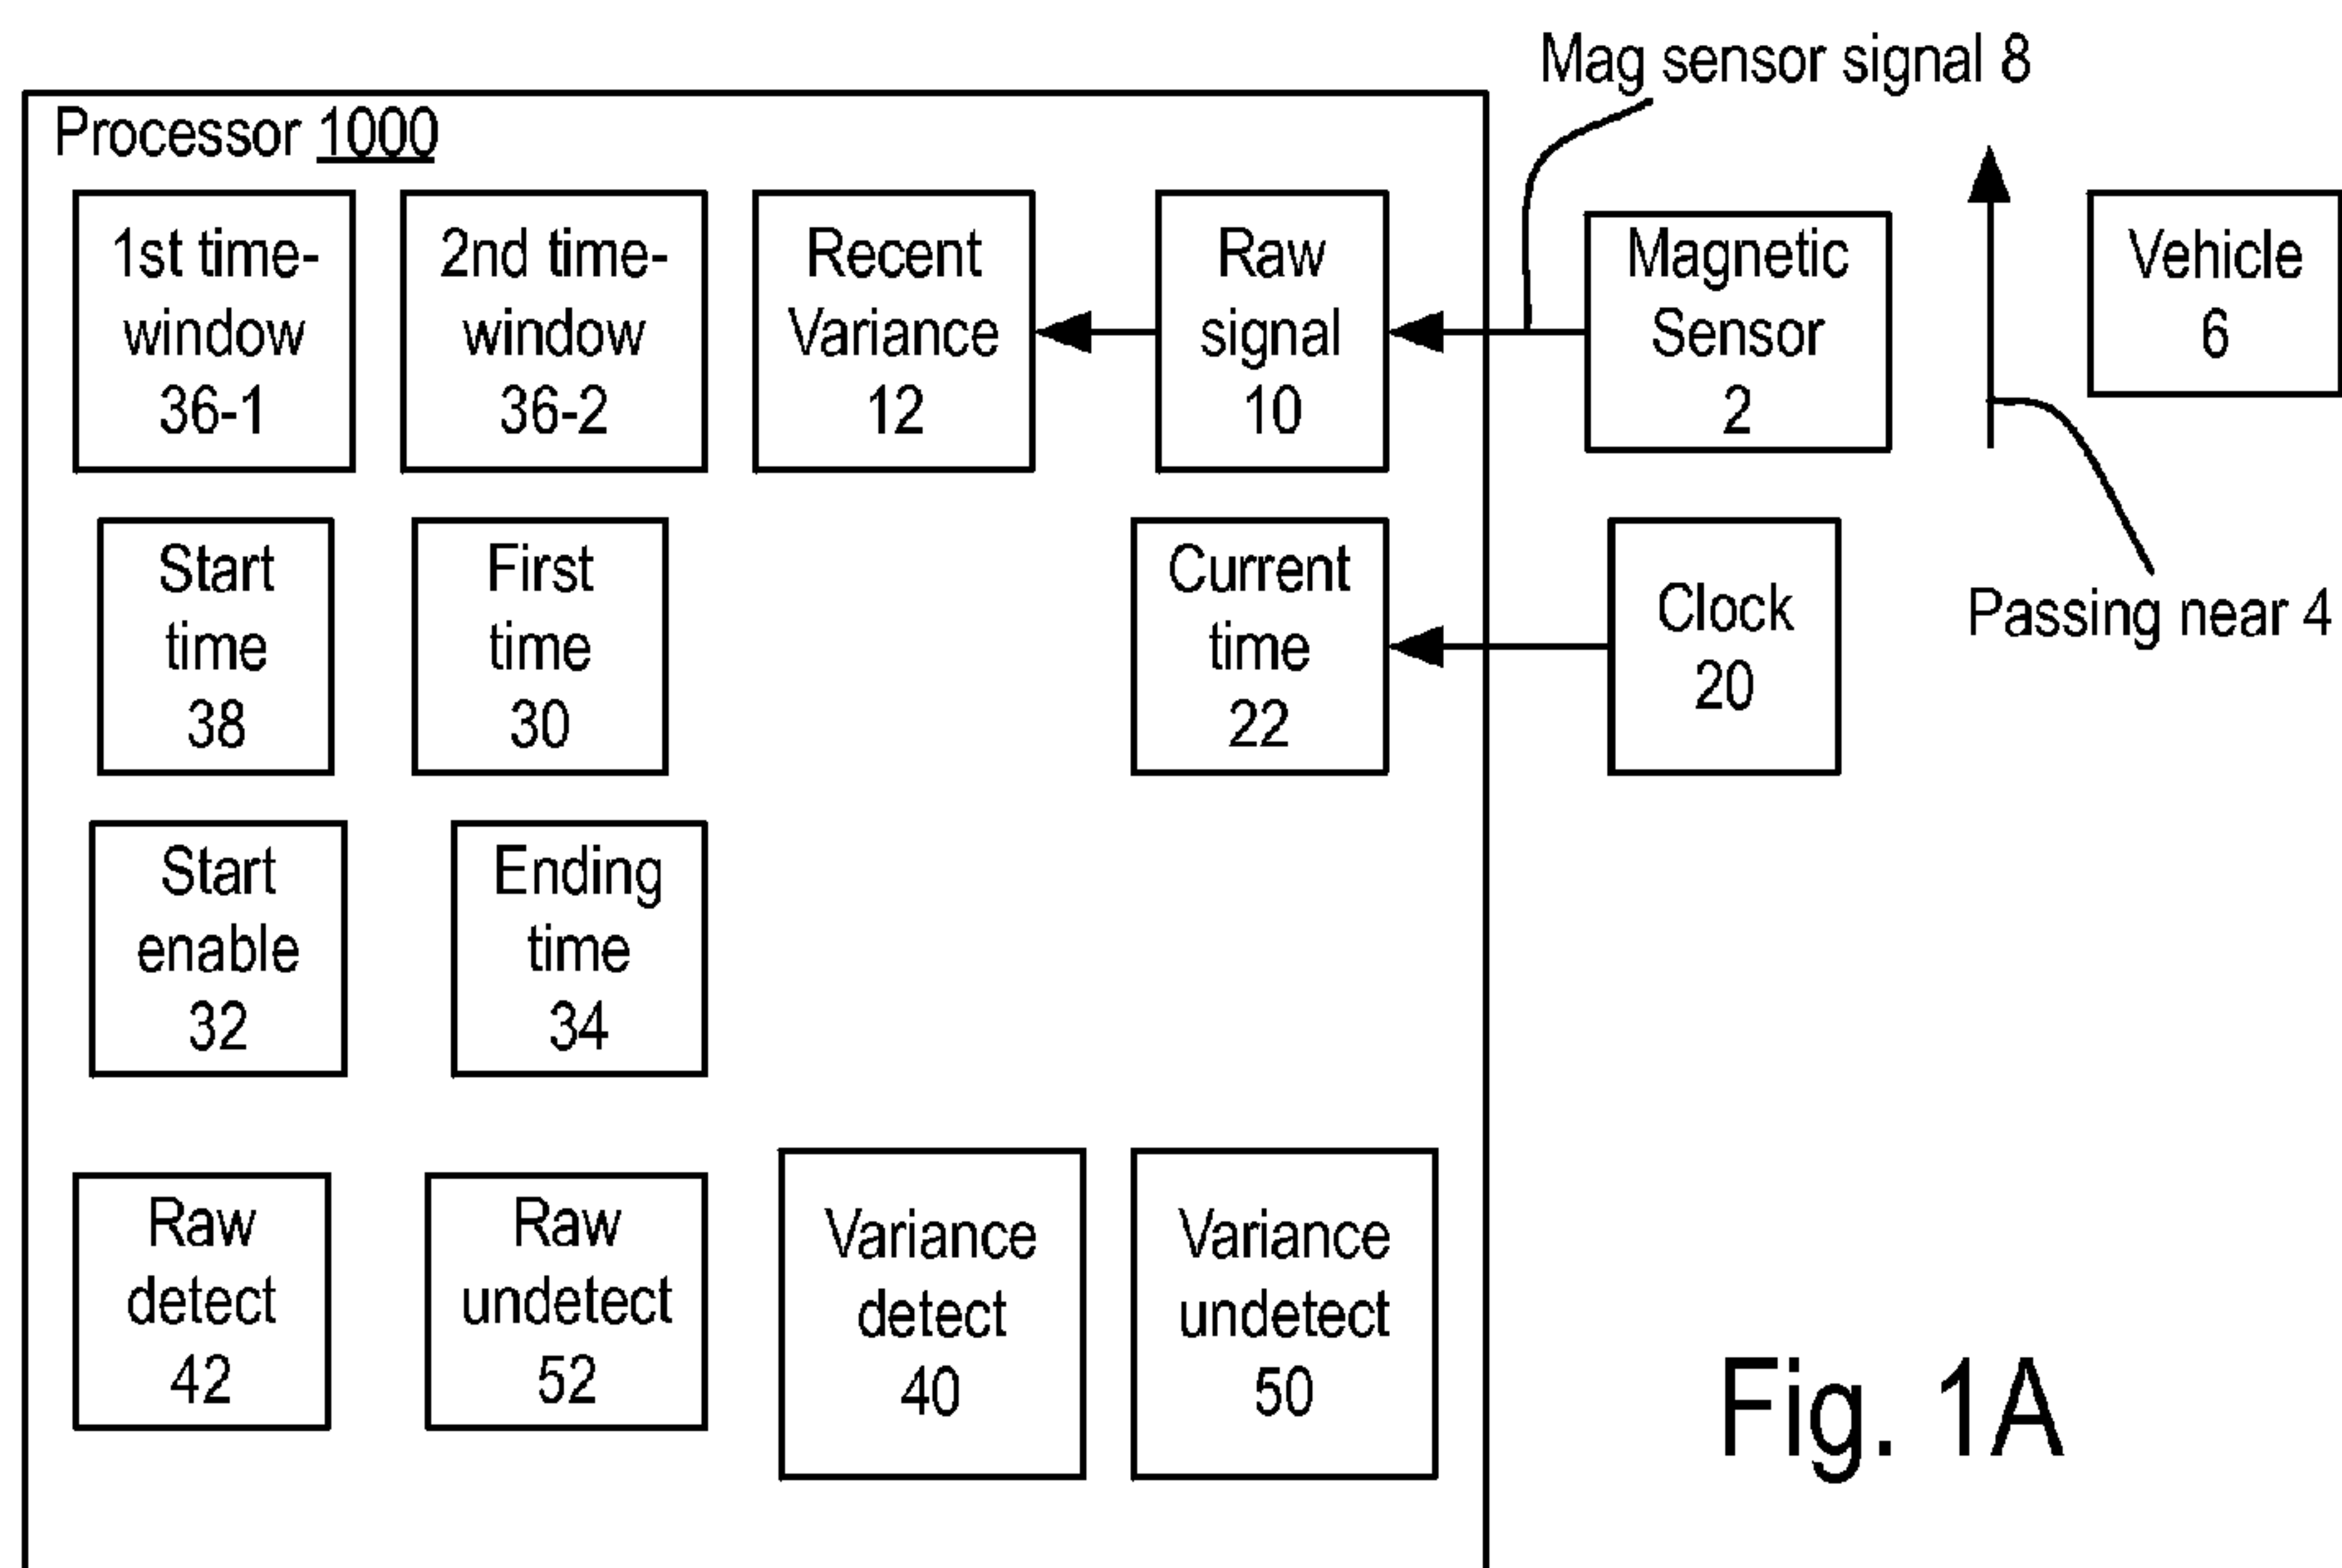 Mag sensor signal 8
Processor 1000
1st time-
window
36-1
2nd time-
window
36-2
Recent
Variance
12
Raw
signal
10
Magnetic
Sensor
2
Vehicle
6
Start
time
38
First
time
30
Current
time
22
Clock
20
Passing near 4
Start
enable
32
Ending
time
34
Raw
detect
42
Raw
undetect
52
Variance
detect
40
Variance
undetect
50
Fig. 1A